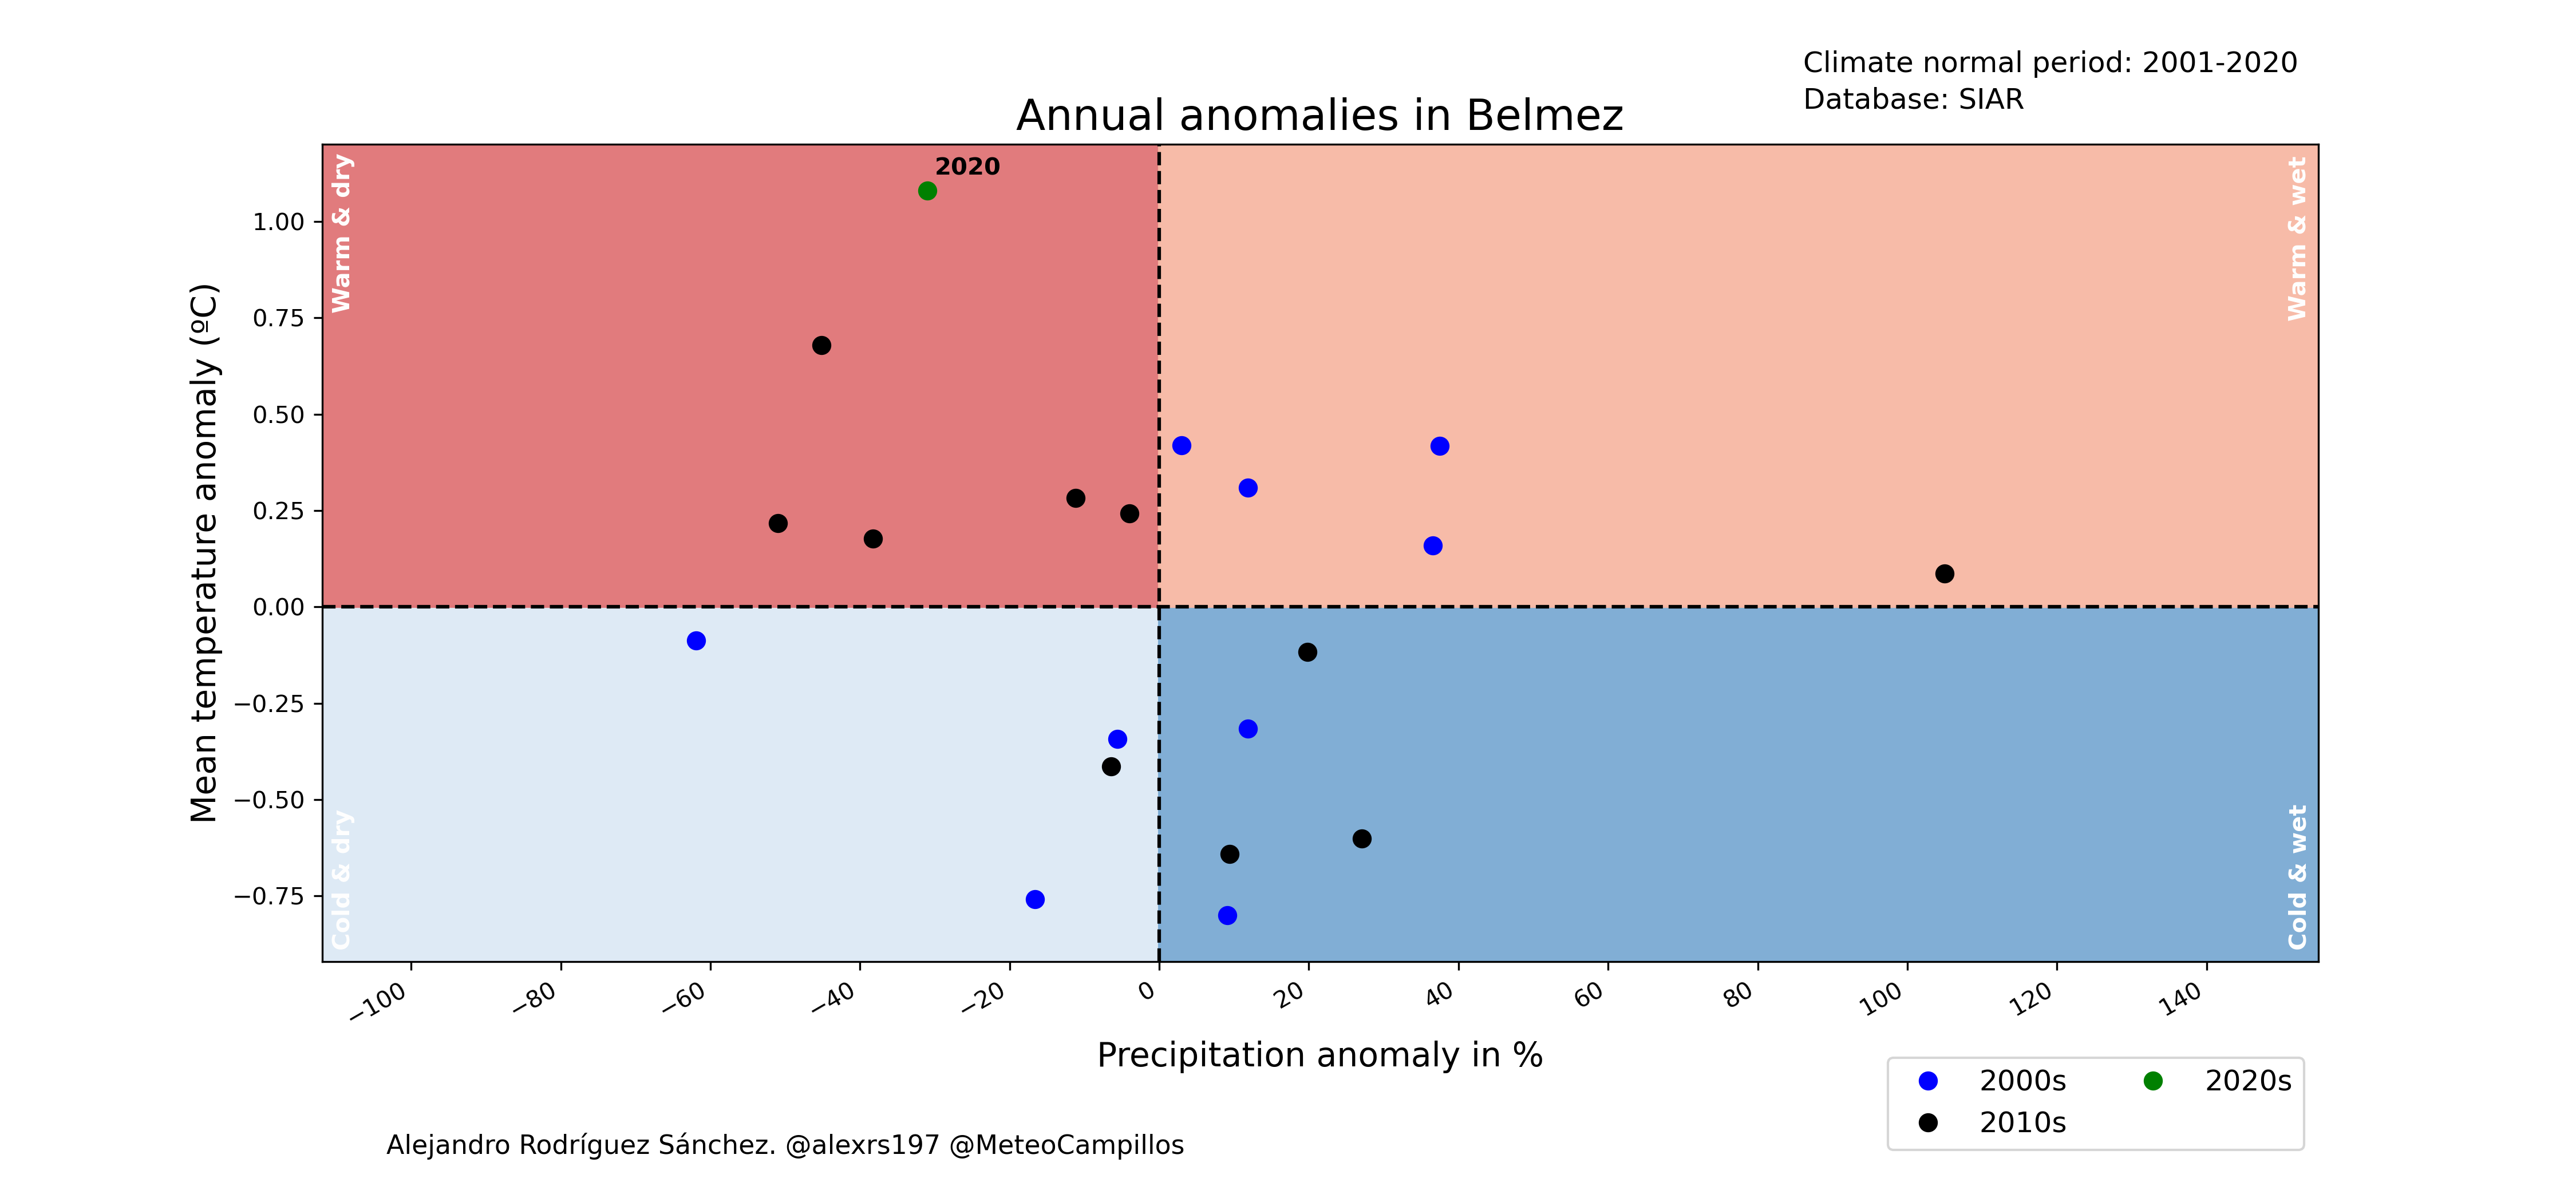 Climate normal period: 2001-2020
Database: SIAR
Annual anomalies in Belmez
Warm & dry
2020
Warm & wet
Mean temperature anomaly (ºC)
1.00
0.75
0.50
0.25
0.00
−0.25
−0.50
−0.75
Cold & dry
Cold & wet
−100
−80
−60
−40
−20
0
20
40
60
80
100
120
140
Precipitation anomaly in %
2000s
2020s
2010s
Alejandro Rodríguez Sánchez. @alexrs197 @MeteoCampillos